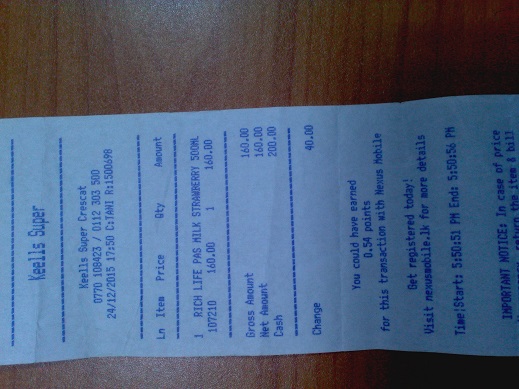 Keells Super
Keells Super Crescat
0770 108423 / 0112 303 500
24/12/2015 17:50 C:TANI R:1500698
Ln Item Price Qty Amount
1 RICH LIFE PAS MILK STRAWBERRY 500ML
107210 160.00 1 160.00
Gross Amount 160.00
Net Amount 160.00
Cash 200.00
Change 40.00
You could have earned
0.54 points
for this transaction with Nexus Mobile
Get registered today!
Visit nexusmobile.lk for more details
Time|Start: 5:50:51 PM End: 5:50:56 PM
IMPORTANT NOTICE: In case of price
return the item & bill